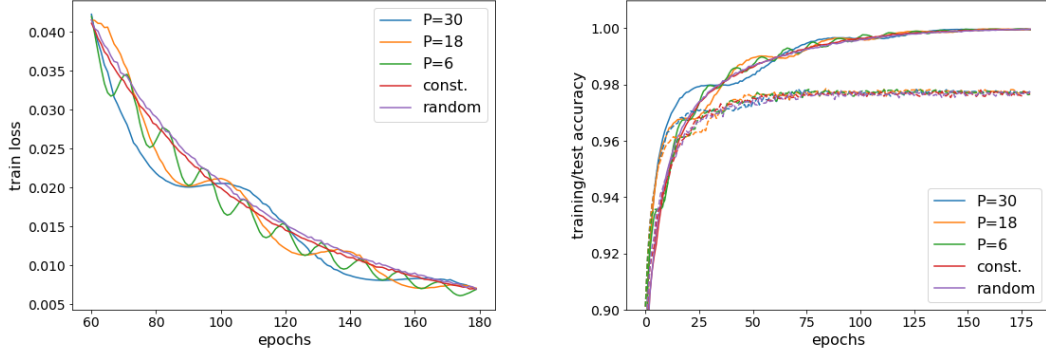 train loss
0.040
0.035
0.030
0.025
0.020
0.015
0.010
0.005
60
80
100
120
140
160
180
epochs
P=30
P=18
P=6
const.
random
training/test accuracy
1.00
0.98
0.96
0.94
0.92
0.90
0
25
50
75
100
125
150
175
epochs
P=30
P=18
P=6
const.
random